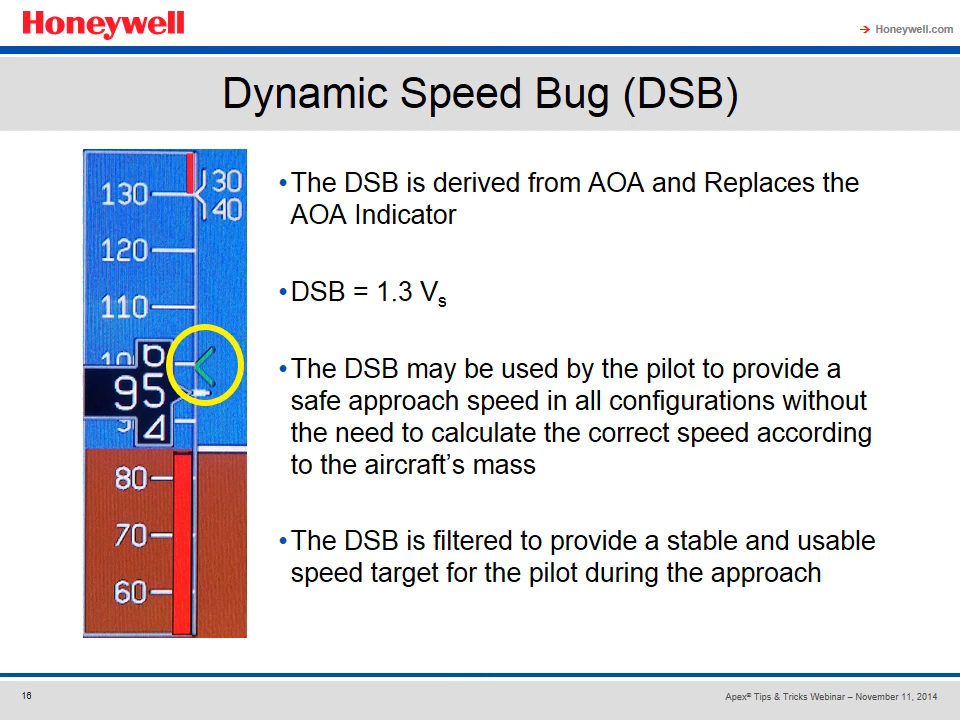 Honeywell
Honeywell.com
Dynamic Speed Bug (DSB)
130
30
40
120
110
95
4
80
70
60
•The DSB is derived from AOA and Replaces the
AOA Indicator
•DSB = 1.3 Vs
•The DSB may be used by the pilot to provide a
safe approach speed in all configurations without
the need to calculate the correct speed according
to the aircraft’s mass
•The DSB is filtered to provide a stable and usable
speed target for the pilot during the approach
16
Apex® Tips & Tricks Webinar – November 11, 2014